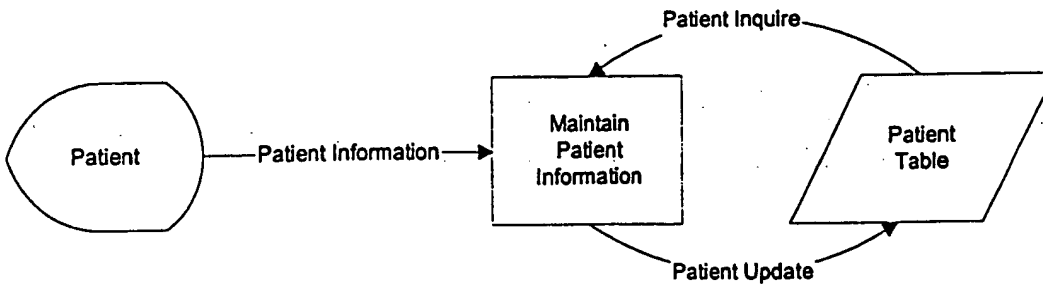 Patient Inquire
Patient
Patient Information
Maintain
Patient
Information
Patient
Table
Patient Update